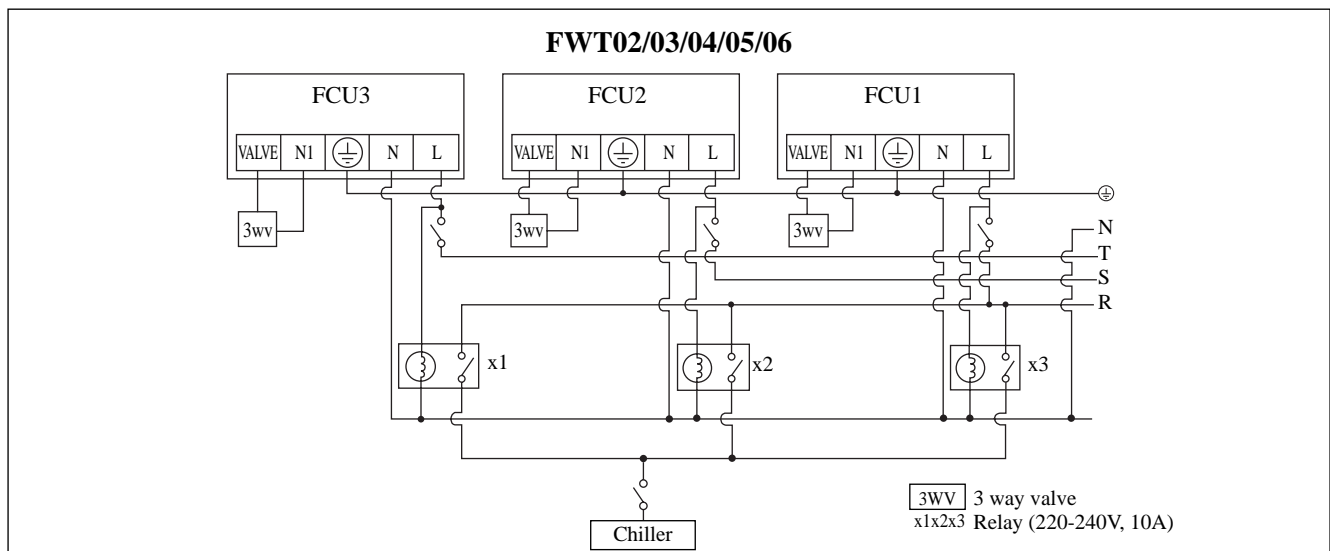 FWT02/03/04/05/06
FCU3 FCU2 FCU1
VALVE N1 N L VALVE N1 N L VALVE N1 N L
3wv 3wv 3wv
N
T
S
R
x1 x2 x3
3WV 3 way valve
x1x2x3 Relay (220-240V, 10A)
Chiller